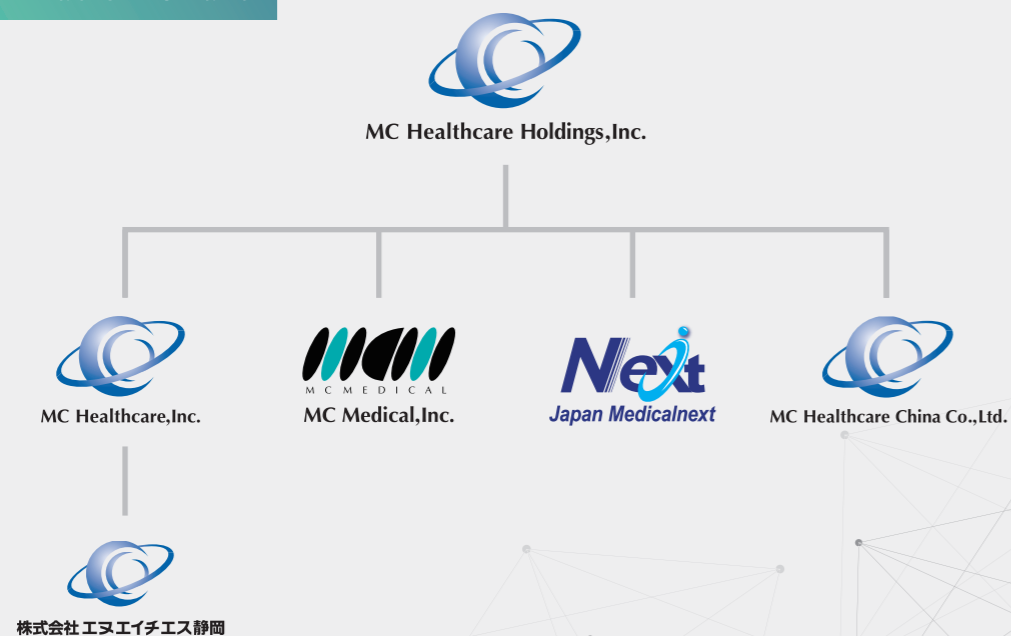 MC Healthcare Holdings,Inc.
MCMEDICAL
Next
MC Healthcare,Inc.
MC Medical,Inc.
Japan Medicalnext
MC Healthcare China Co.,Ltd.
株式会社エヌエイチエス静岡